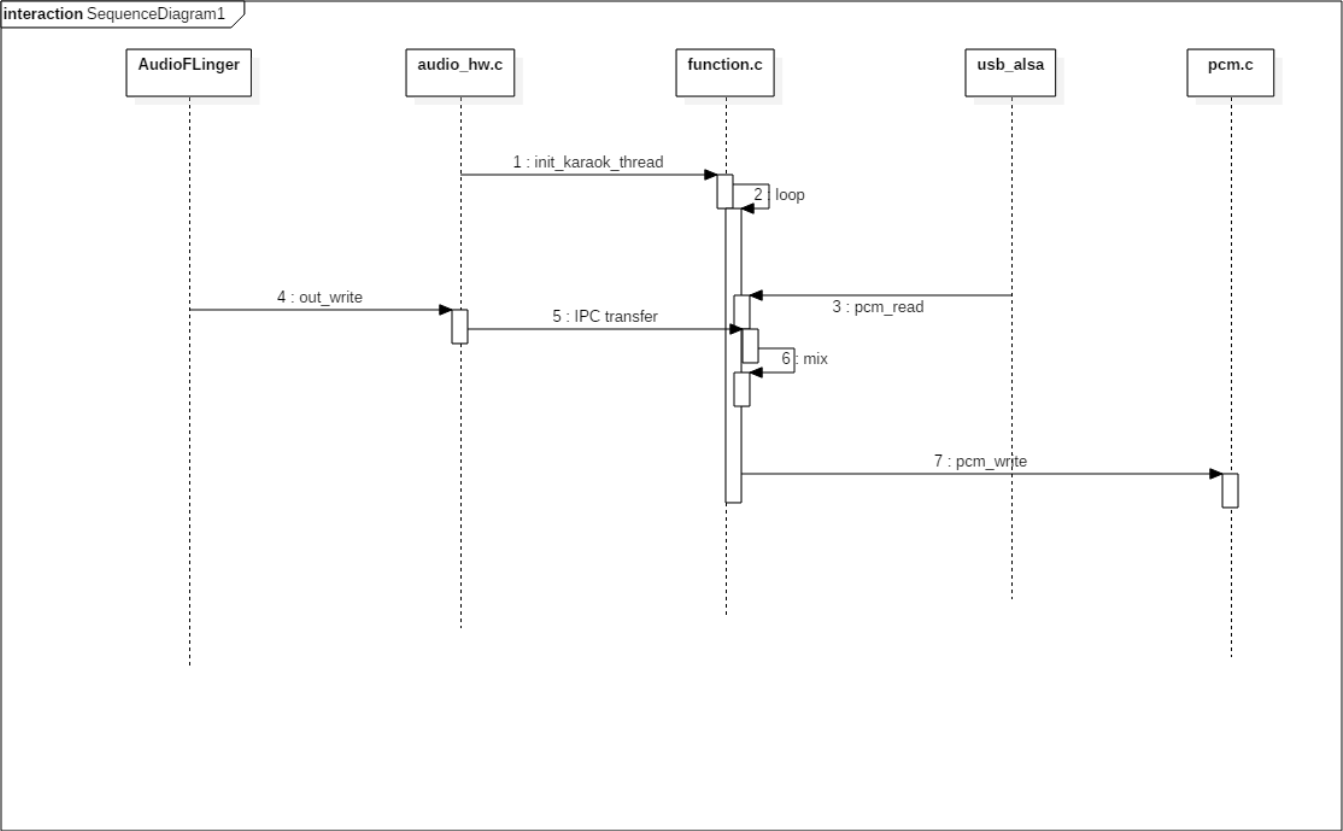 interaction SequenceDiagram1
AudioFLinger
audio_hw.c
function.c
usb_alsa
pcm.c
1 : init_karaok_thread
2 : loop
4 : out_write
3 : pcm_read
5 : IPC transfer
6 : mix
7 : pcm_write